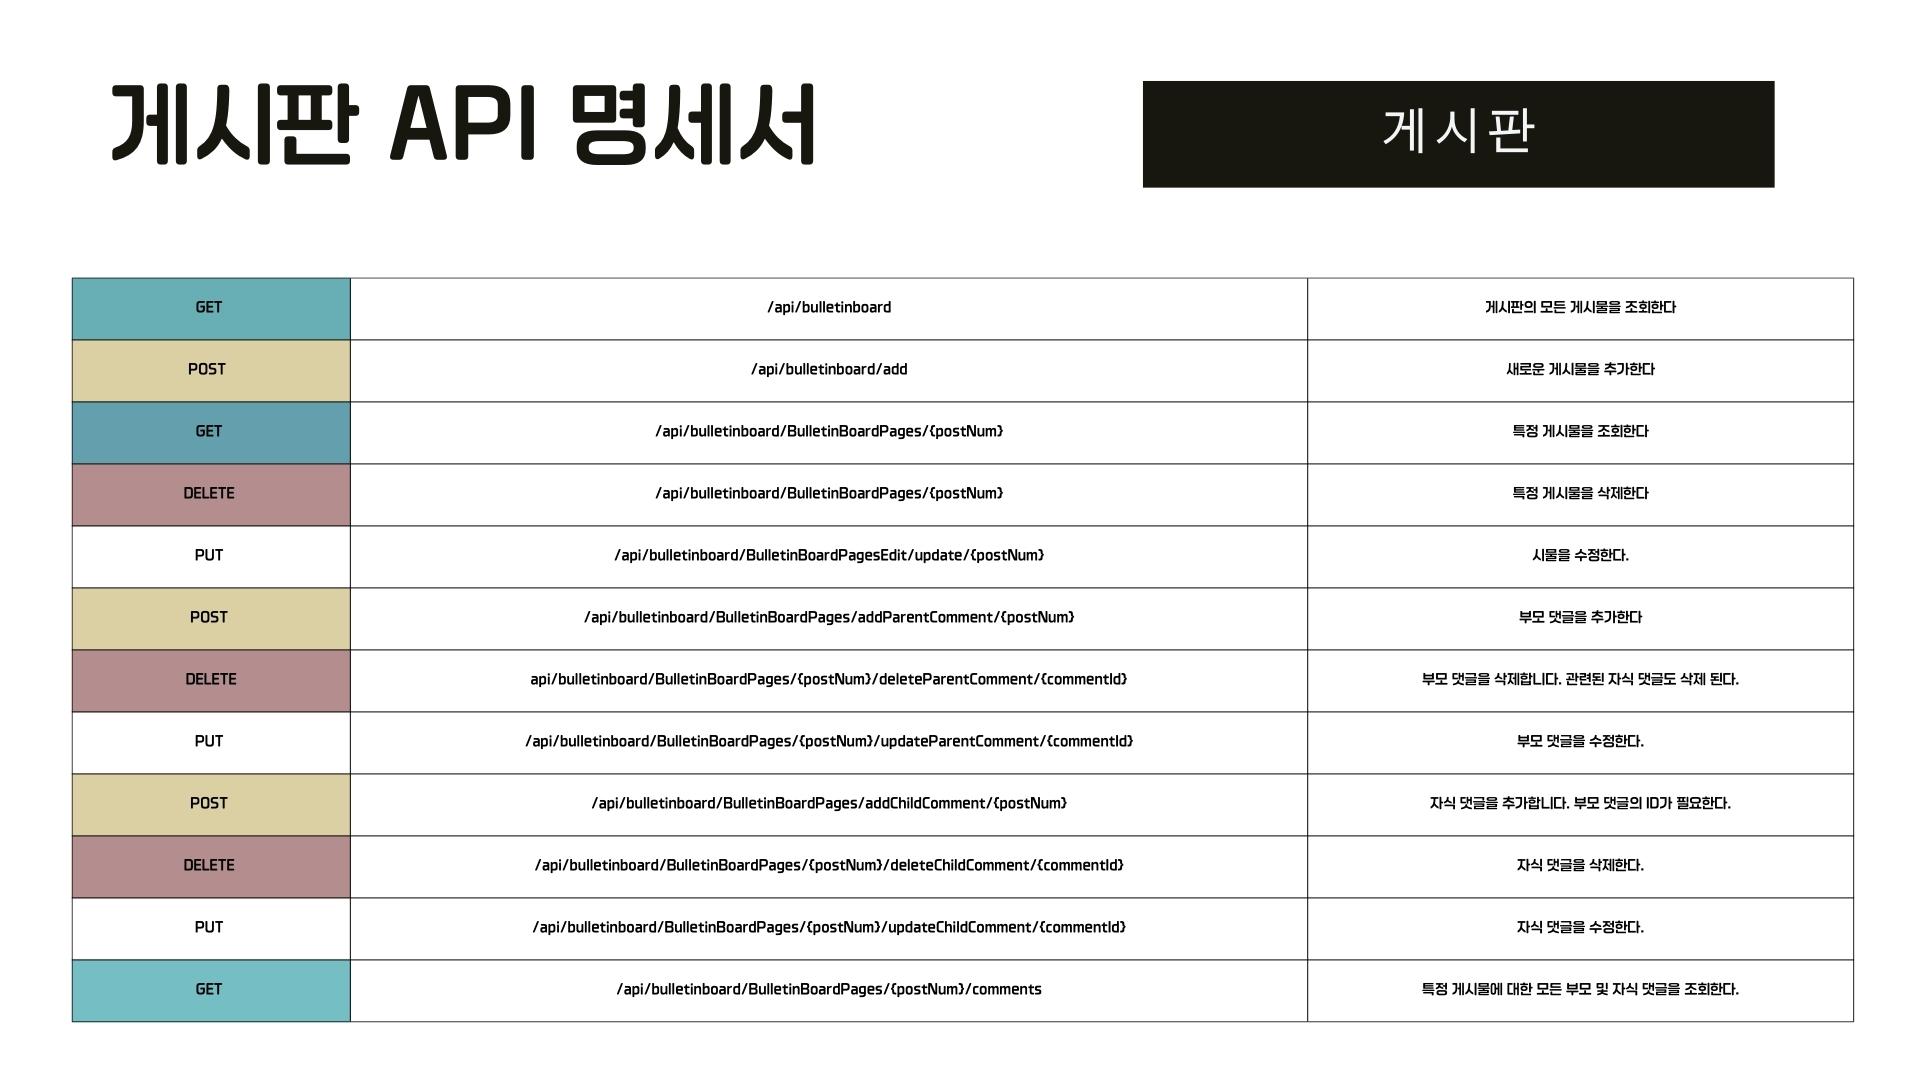 게시판 API 명세서
게시판
GET /api/bulletinboard 게시판의 모든 게시물을 조회한다
POST /api/bulletinboard/add 새로운 게시물을 추가한다
GET /api/bulletinboard/BulletinBoardPages/{postNum} 특정 게시물을 조회한다
DELETE /api/bulletinboard/BulletinBoardPages/{postNum} 특정 게시물을 삭제한다
PUT /api/bulletinboard/BulletinBoardPagesEdit/update/{postNum} 시물을 수정한다.
POST /api/bulletinboard/BulletinBoardPages/addParentComment/{postNum} 부모 댓글을 추가한다
DELETE api/bulletinboard/BulletinBoardPages/{postNum}/deleteParentComment/{commentId} 부모 댓글을 삭제합니다. 관련된 자식 댓글도 삭제 된다.
PUT /api/bulletinboard/BulletinBoardPages/{postNum}/updateParentComment/{commentId} 부모 댓글을 수정한다.
POST /api/bulletinboard/BulletinBoardPages/addChildComment/{postNum} 자식 댓글을 추가합니다. 부모 댓글의 ID가 필요한다.
DELETE /api/bulletinboard/BulletinBoardPages/{postNum}/deleteChildComment/{commentId} 자식 댓글을 삭제한다.
PUT /api/bulletinboard/BulletinBoardPages/{postNum}/updateChildComment/{commentId} 자식 댓글을 수정한다.
GET /api/bulletinboard/BulletinBoardPages/{postNum}/comments 특정 게시물에 대한 모든 부모 및 자식 댓글을 조회한다.